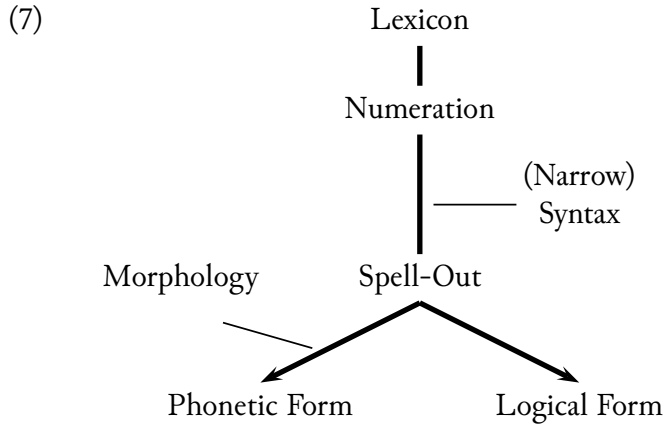 (7)
Lexicon
Numeration
(Narrow)
Syntax
Morphology
Spell-Out
Phonetic Form
Logical Form